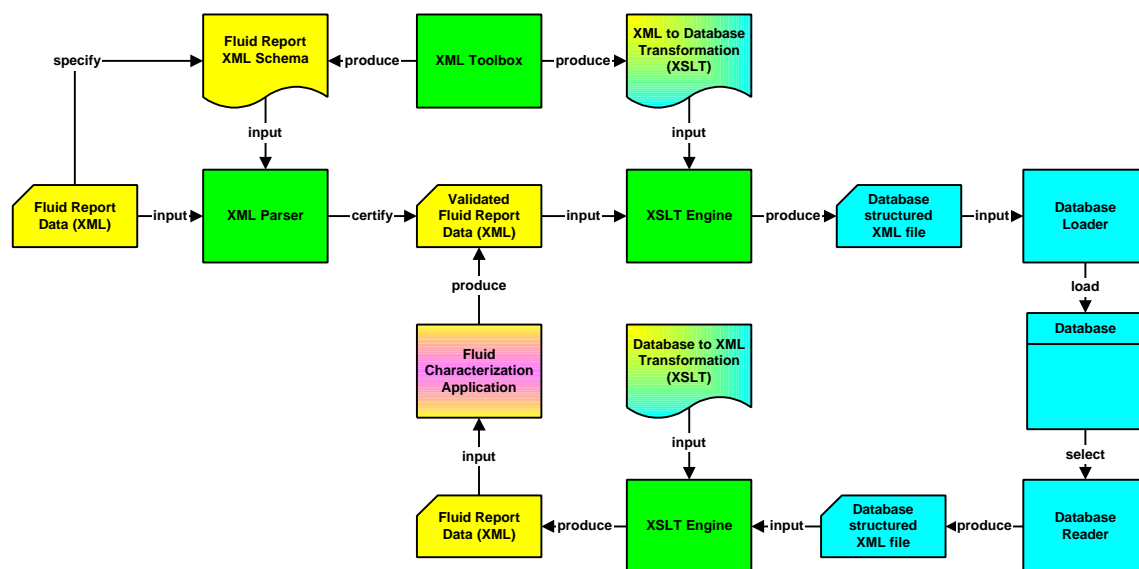 Fluid Report
XML Schema
XML Toolbox
XML to Database
Transformation
(XSLT)
specify
produce
produce
input
input
Fluid Report
Data (XML)
input
XML Parser
certify
Validated
Fluid Report
Data (XML)
input
XSLT Engine
produce
Database
structured
XML file
input
Database
Loader
produce
load
Fluid
Characterization
Application
Database to XML
Transformation
(XSLT)
Database
input
input
select
Fluid Report
Data (XML)
produce
XSLT Engine
input
Database
structured
XML file
produce
Database
Reader